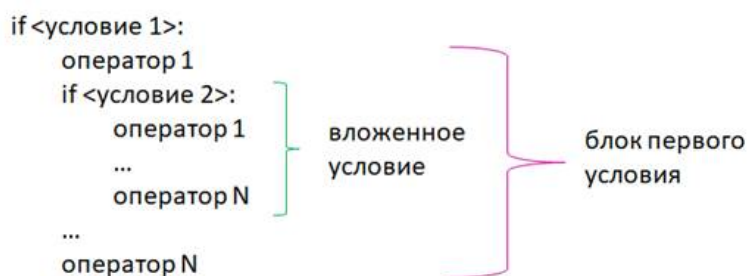 if <условие 1>:
оператор 1
if <условие 2>:
оператор 1
...
оператор N
...
оператор N
вложенное
условие
блок первого
условия